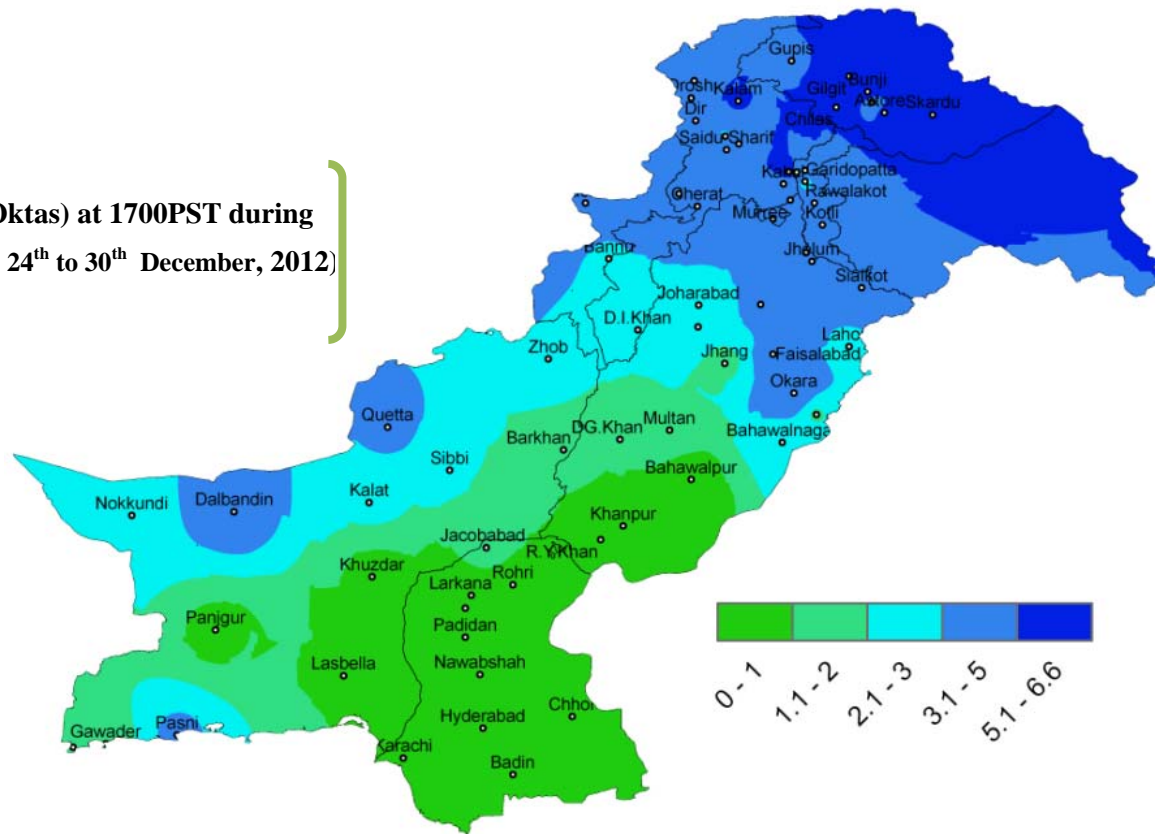 Oktas) at 1700PST during
24th to 30th December, 2012)
Gupis
Drosh
Kalam
Gilgit
Bunji
Astore
Skardu
Dir
Chilas
Saidu Sharif
Garidopatta
Cherat
Rawalakot
Murree
Kotli
Bannu
Jhelum
Sialkot
Joharabad
D.I.Khan
Laho
Zhob
Jhang
Faisalabad
Okara
Quetta
DG.Khan
Multan
Bahawalnaga
Barkhan
Sibbi
Bahawalpur
Nokkundi
Dalbandin
Kalat
Khanpur
Jacobabad
R.Y.Khan
Khuzdar
Rohri
Larkana
Panjgur
Padidan
Lasbella
Nawabshah
Chhor
Pasni
Hyderabad
Gawader
Karachi
Badin
0 - 1
1.1 - 2
2.1 - 3
3.1 - 5
5.1 - 6.6